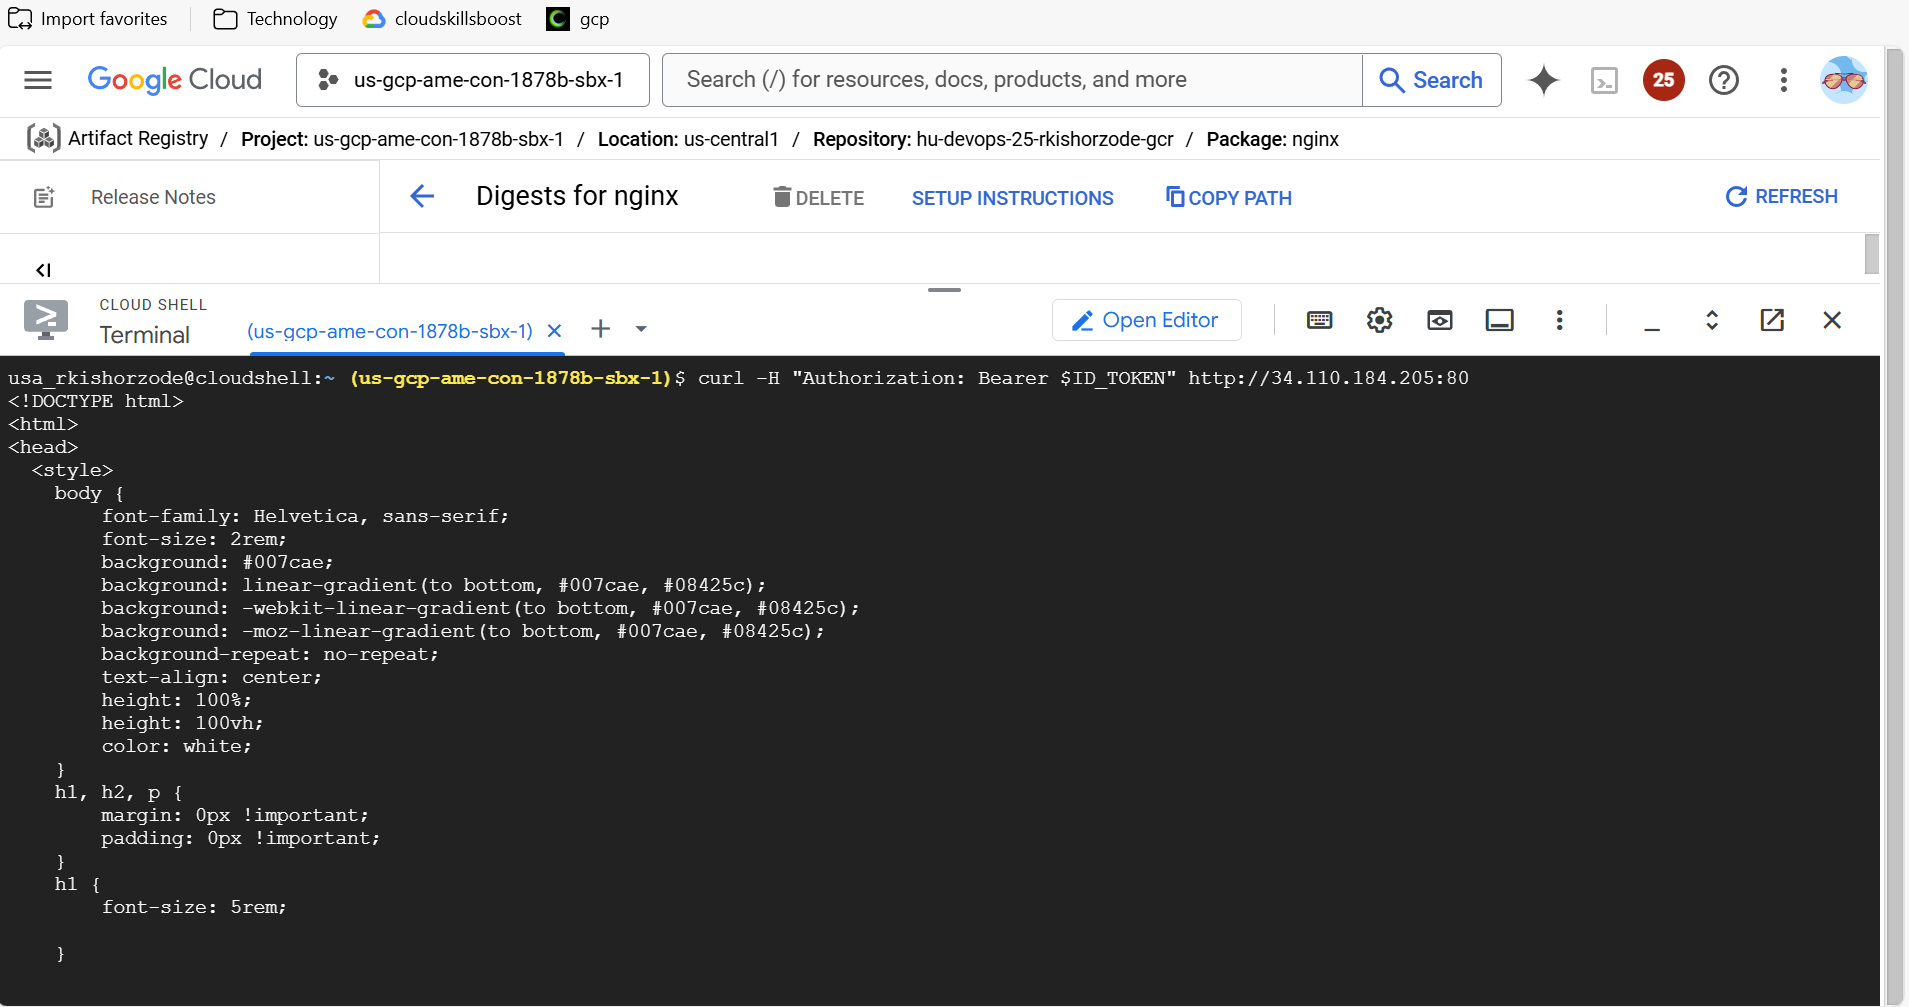 Import favorites Technology cloudskillsboost gcp
Google Cloud us-gcp-ame-con-1878b-sbx-1 Search (/) for resources, docs, products, and more Search 25
Artifact Registry / Project: us-gcp-ame-con-1878b-sbx-1 / Location: us-central1 / Repository: hu-devops-25-rkishorzode-gcr / Package: nginx
Release Notes Digests for nginx DELETE SETUP INSTRUCTIONS COPY PATH REFRESH
CLOUD SHELL
Terminal (us-gcp-ame-con-1878b-sbx-1) Open Editor
usa_rkishorzode@cloudshell:~ (us-gcp-ame-con-1878b-sbx-1)$ curl -H "Authorization: Bearer $ID_TOKEN" http://34.110.184.205:80
<!DOCTYPE html>
<html>
<head>
  <style>
    body {
        font-family: Helvetica, sans-serif;
        font-size: 2rem;
        background: #007cae;
        background: linear-gradient(to bottom, #007cae, #08425c);
        background: -webkit-linear-gradient(to bottom, #007cae, #08425c);
        background: -moz-linear-gradient(to bottom, #007cae, #08425c);
        background-repeat: no-repeat;
        text-align: center;
        height: 100%;
        height: 100vh;
        color: white;
    }
    h1, h2, p {
        margin: 0px !important;
        padding: 0px !important;
    }
    h1 {
        font-size: 5rem;
    }